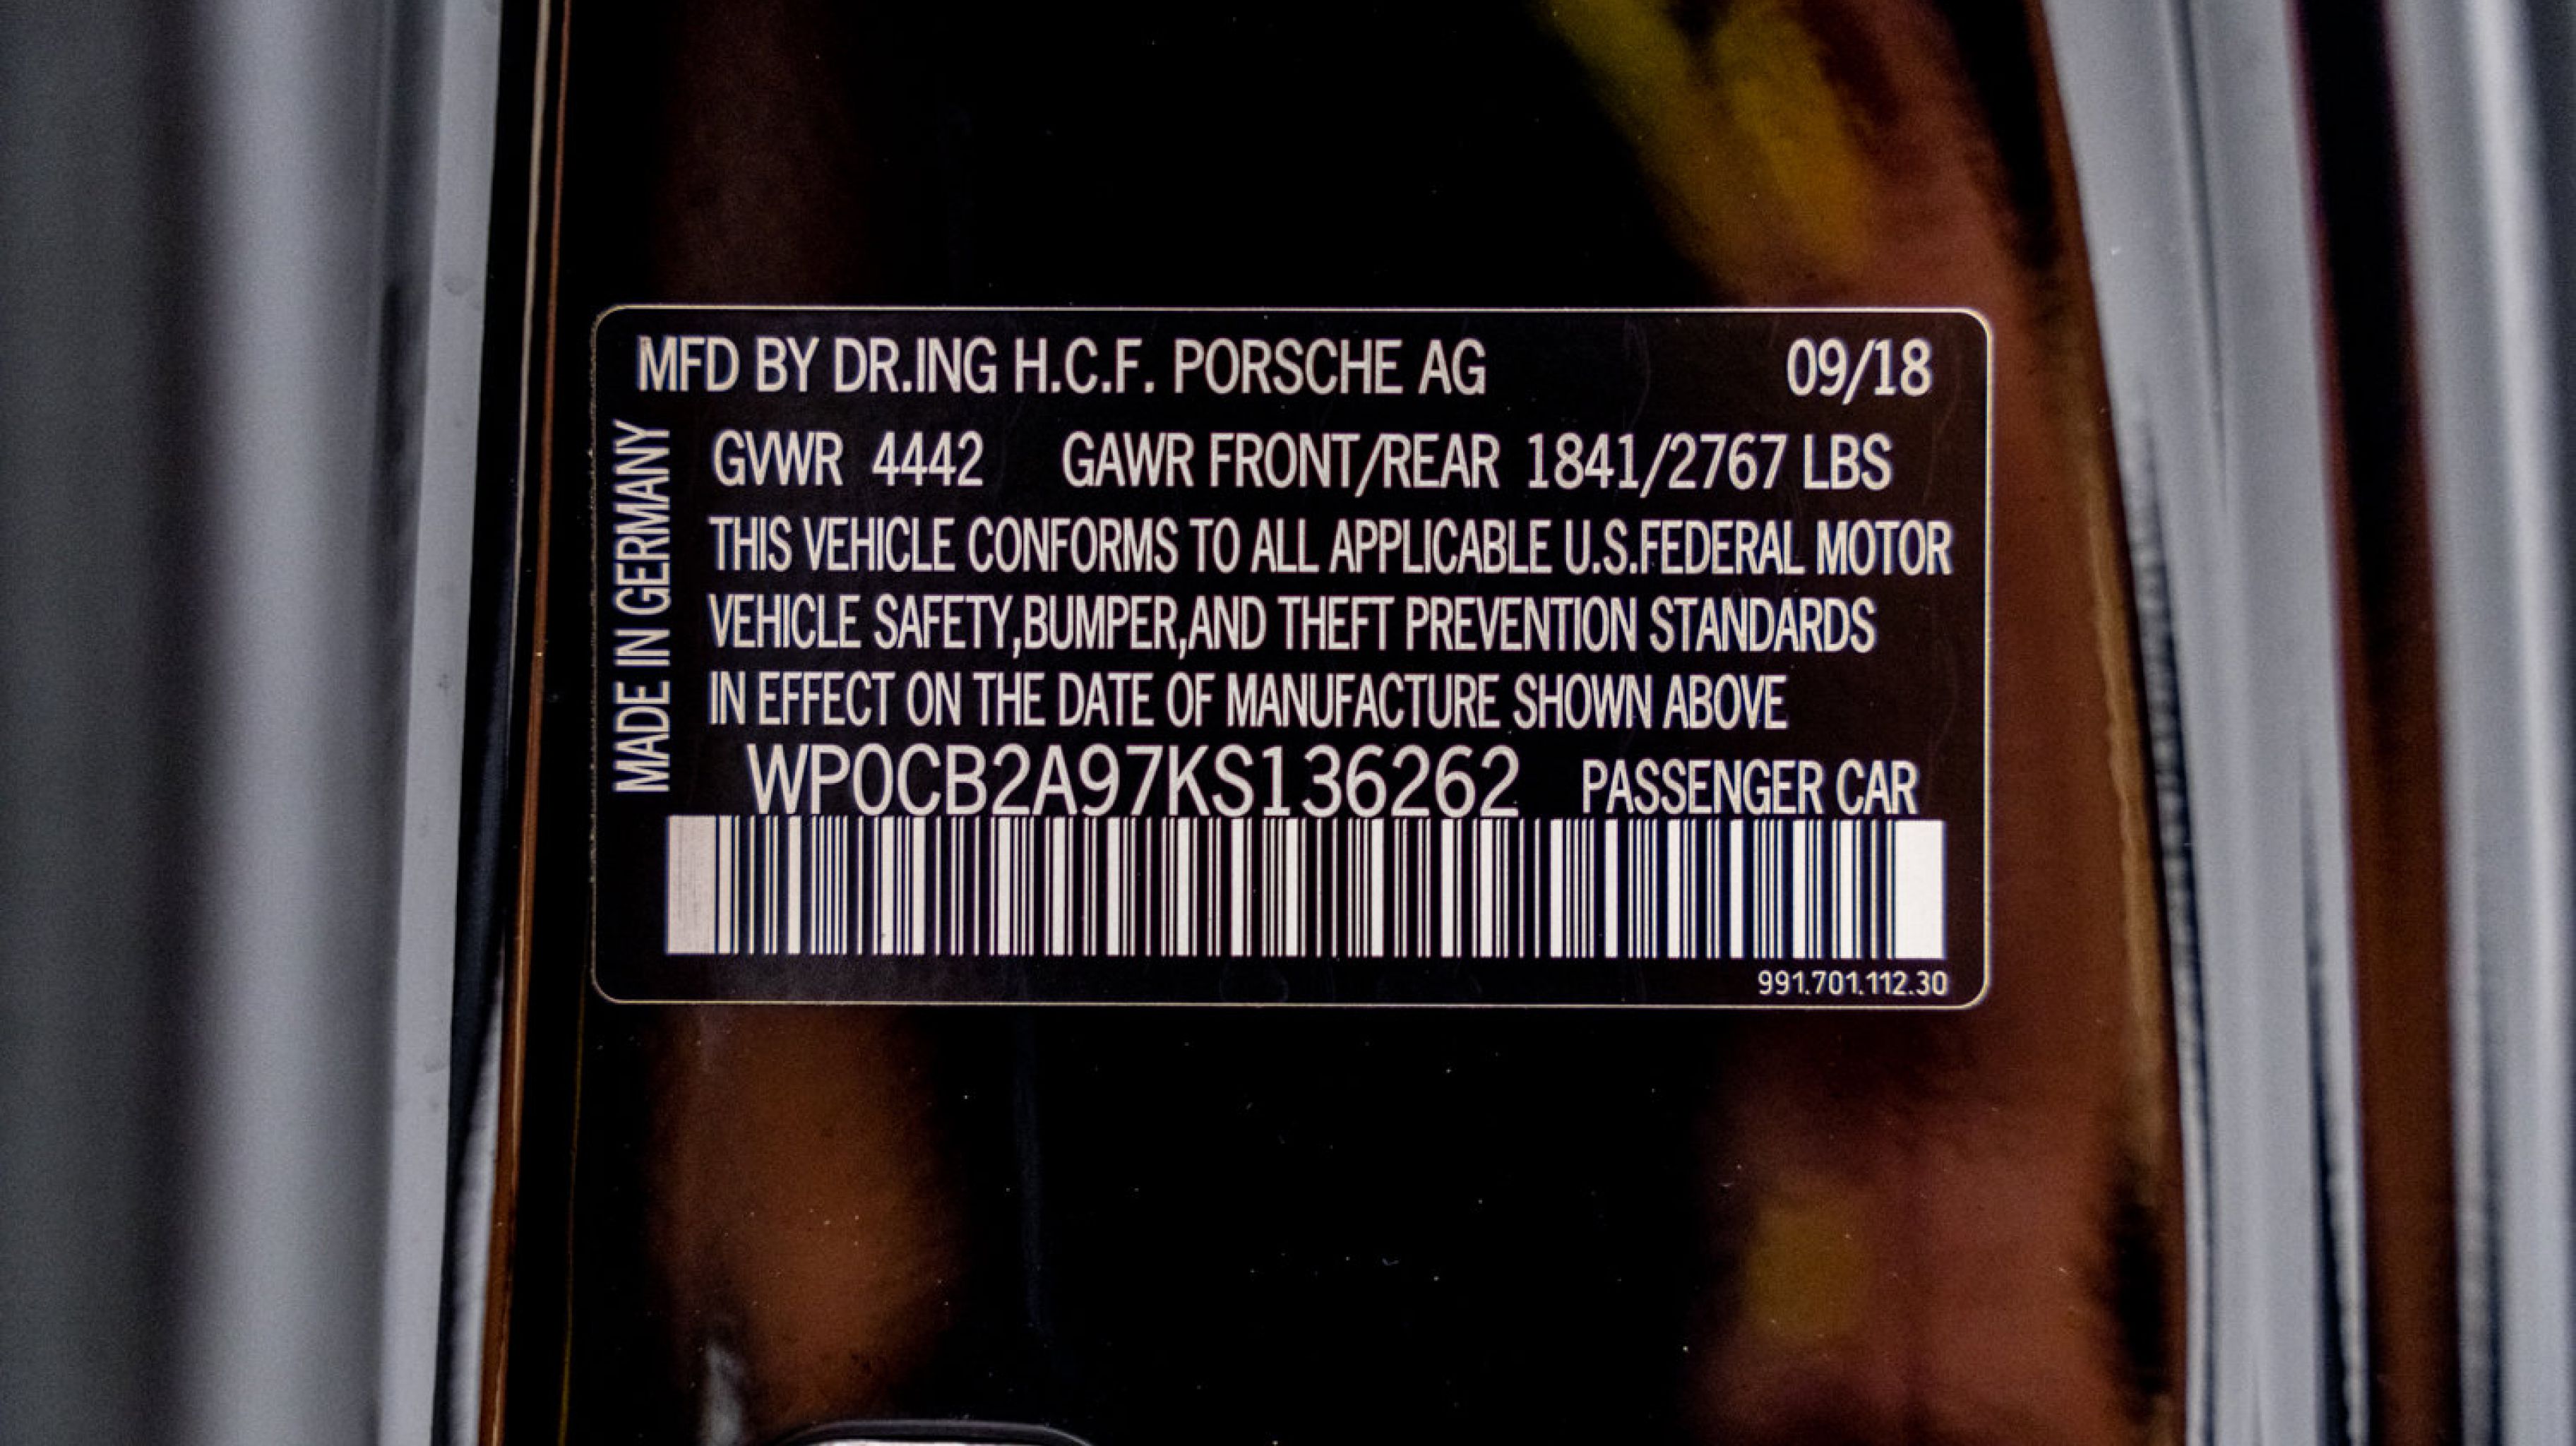 MFD BY DR.ING H.C.F. PORSCHE AG 09/18
MADE IN GERMANY
GVWR 4442 GAWR FRONT/REAR 1841/2767 LBS
THIS VEHICLE CONFORMS TO ALL APPLICABLE U.S.FEDERAL MOTOR
VEHICLE SAFETY,BUMPER,AND THEFT PREVENTION STANDARDS
IN EFFECT ON THE DATE OF MANUFACTURE SHOWN ABOVE
WP0CB2A97KS136262 PASSENGER CAR
991.701.112.30